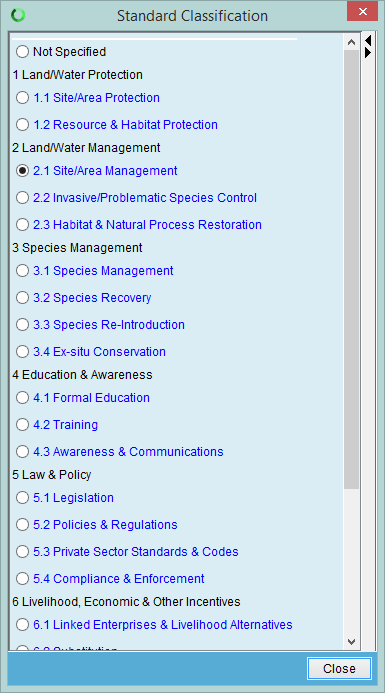 Standard Classification
Not Specified
1 Land/Water Protection
1.1 Site/Area Protection
1.2 Resource & Habitat Protection
2 Land/Water Management
2.1 Site/Area Management
2.2 Invasive/Problematic Species Control
2.3 Habitat & Natural Process Restoration
3 Species Management
3.1 Species Management
3.2 Species Recovery
3.3 Species Re-Introduction
3.4 Ex-situ Conservation
4 Education & Awareness
4.1 Formal Education
4.2 Training
4.3 Awareness & Communications
5 Law & Policy
5.1 Legislation
5.2 Policies & Regulations
5.3 Private Sector Standards & Codes
5.4 Compliance & Enforcement
6 Livelihood, Economic & Other Incentives
6.1 Linked Enterprises & Livelihood Alternatives
6.2 Substitution
Close